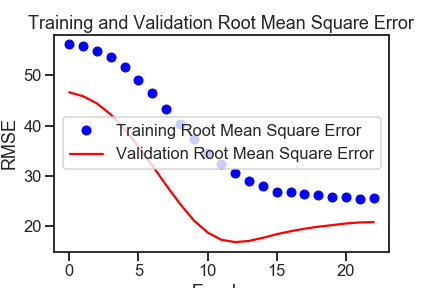 Training and Validation Root Mean Square Error
50
40
30
20
RMSE
Training Root Mean Square Error
Validation Root Mean Square Error
0 5 10 15 20